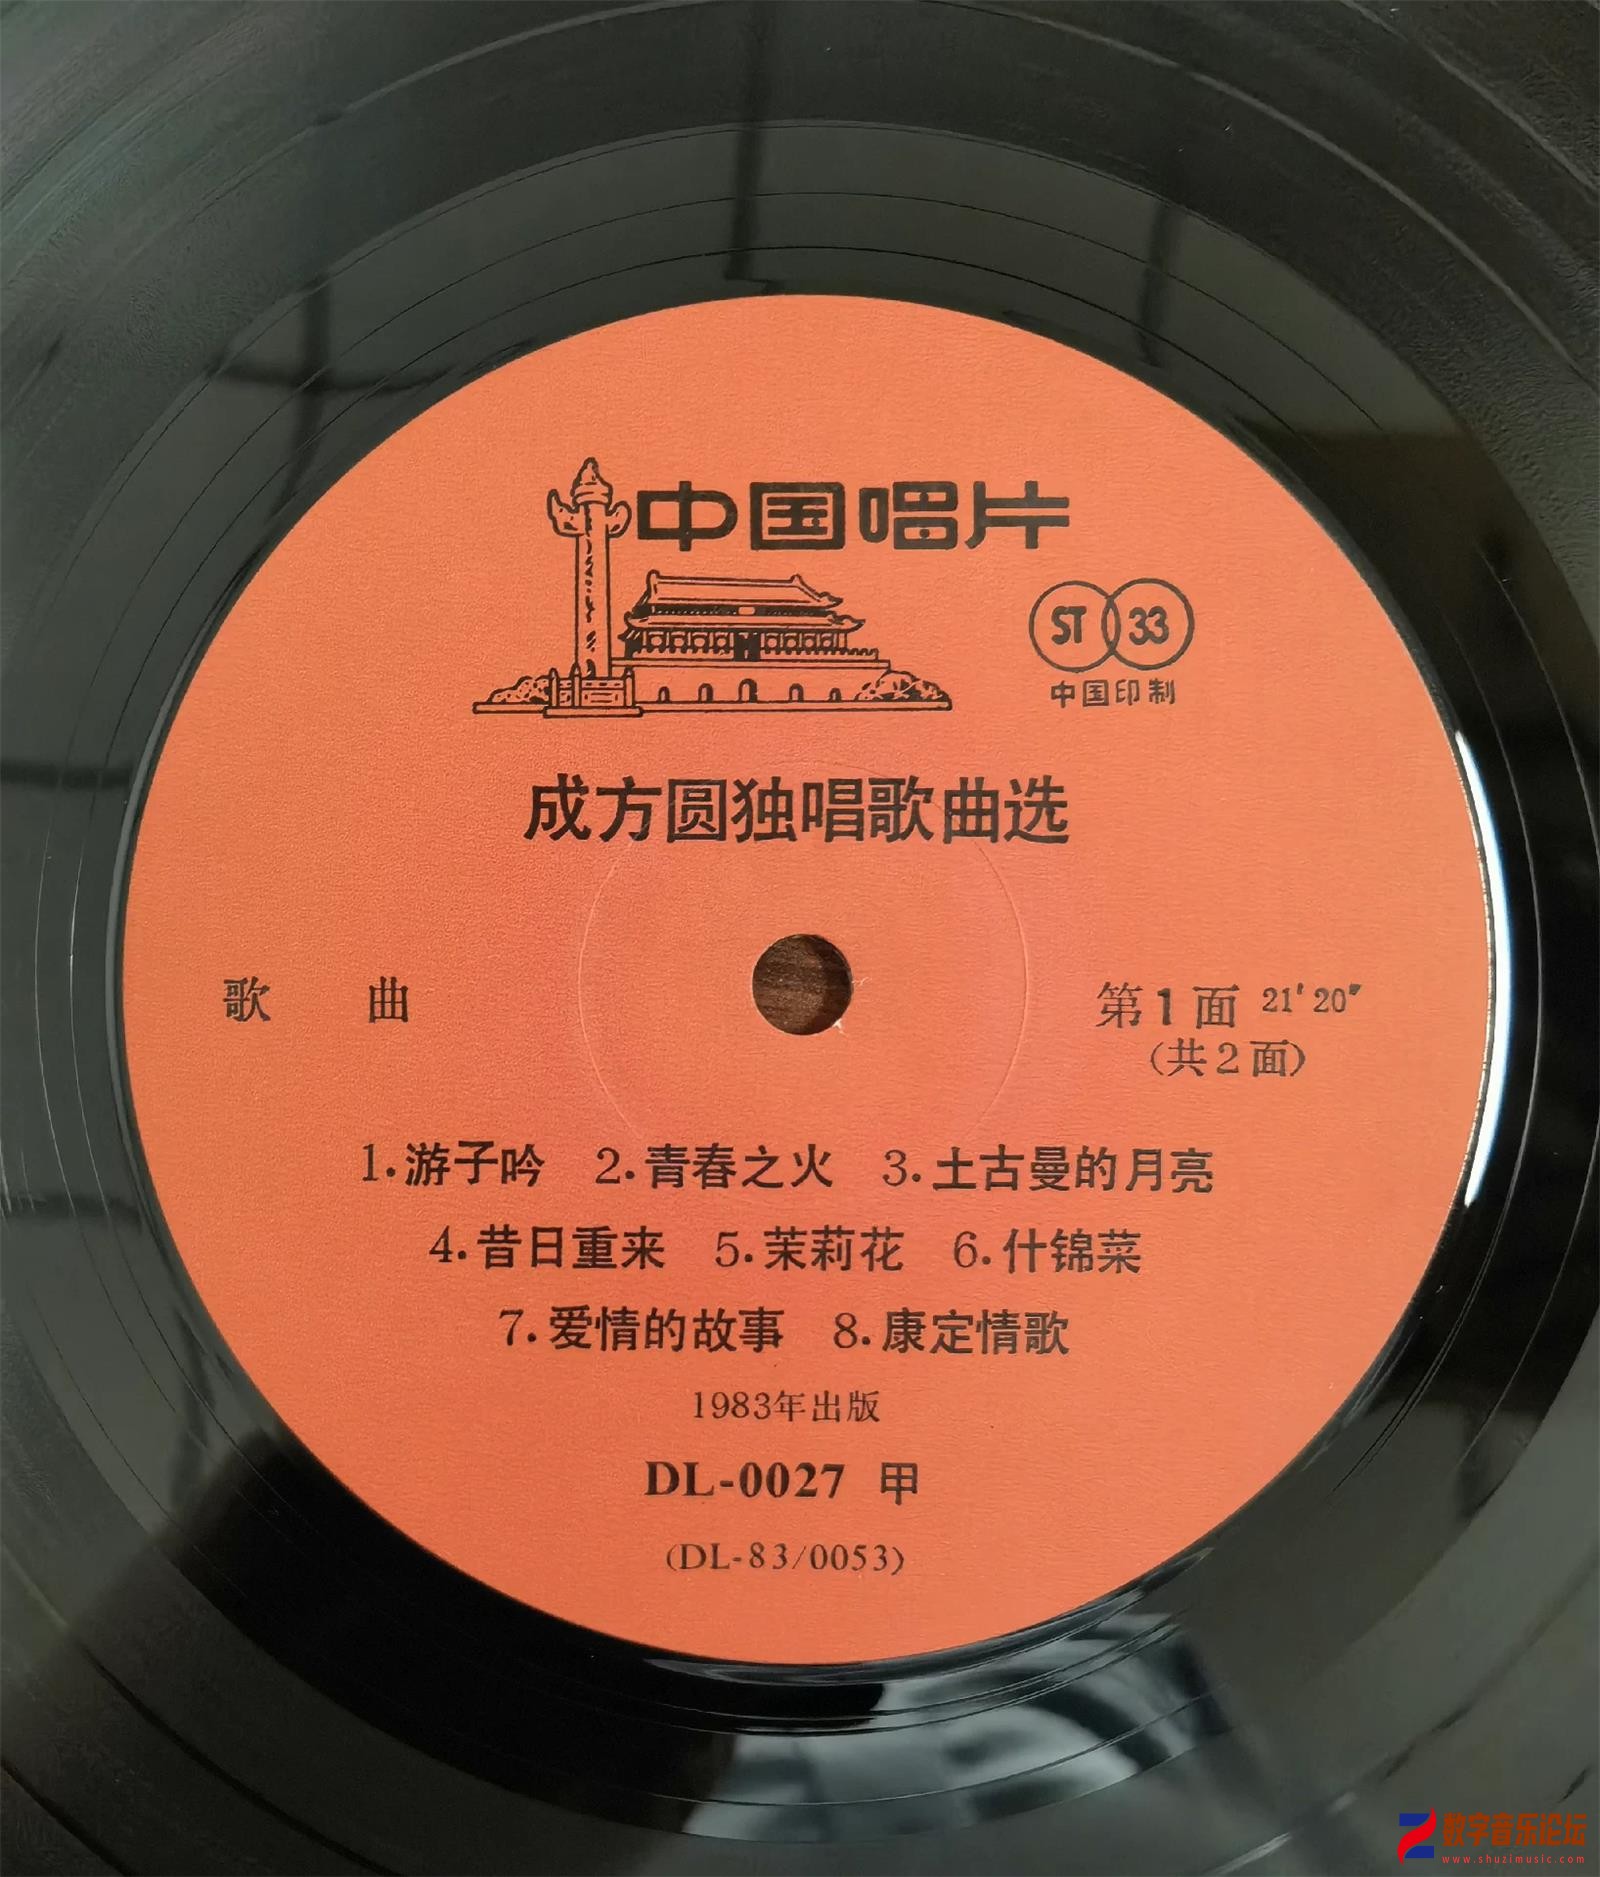 中国唱片
ST 33
中国印制
成方圆独唱歌曲选
歌 曲
第1面 21′20″
(共2面)
1.游子吟 2.青春之火 3.土古曼的月亮
4.昔日重来 5.茉莉花 6.什锦菜
7.爱情的故事 8.康定情歌
1983年出版
DL-0027 甲
(DL-83/0053)
数字音乐论坛
www.shuzimusic.com